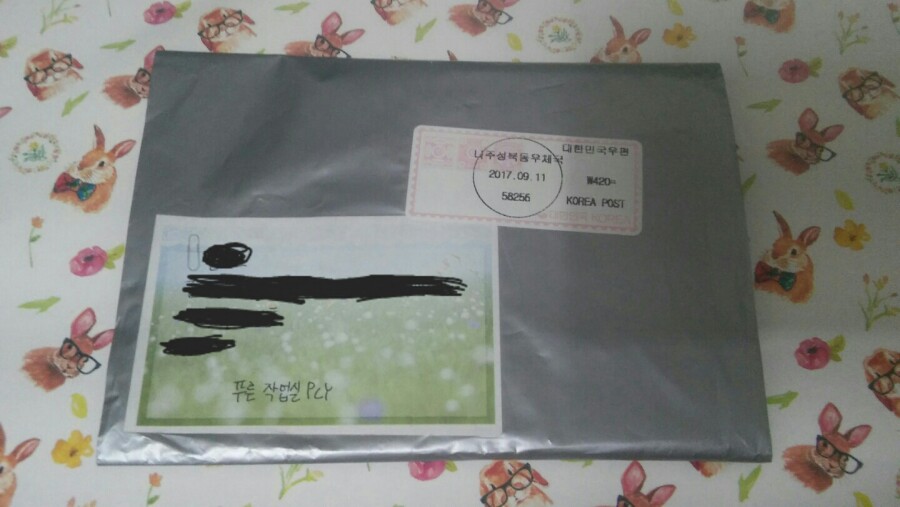 나주성북동우체국
2017.09.11
58256
대한민국우편
₩420
KOREA POST
푸른 작업실 PCY